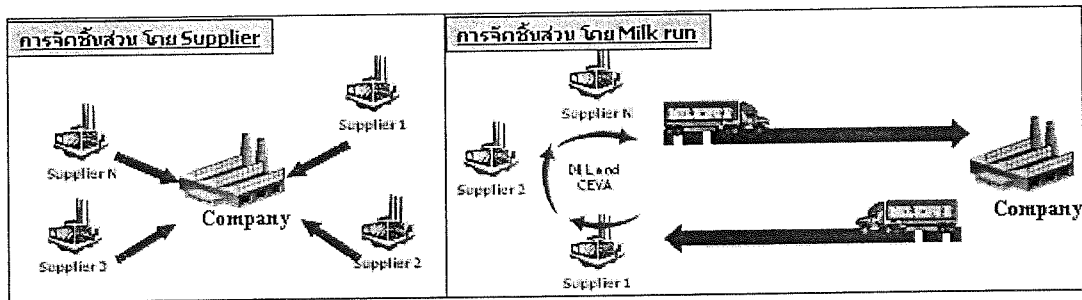 การจัดชิ้นส่วน โดย Supplier
Supplier 1
Supplier N
Company
Supplier 3
Supplier 2
การจัดชิ้นส่วน โดย Milk run
Supplier N
Supplier 2
DHL and
CEVA
Supplier 1
Company